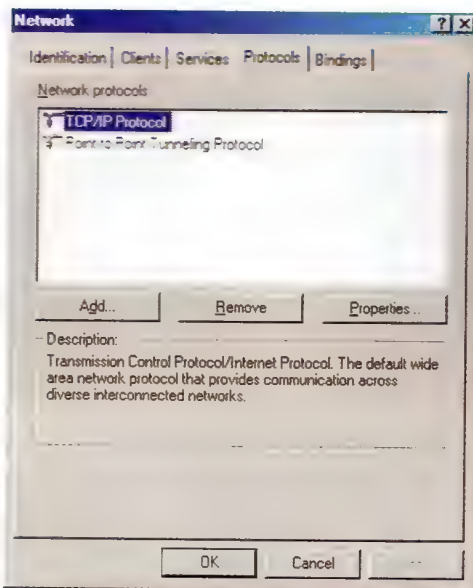 Network ? X
Identification Clients Services Protocols Bindings
Network protocols
TCP/IP Protocol
Point to Point Tunneling Protocol
Add... Remove Properties...
Description:
Transmission Control Protocol/Internet Protocol. The default wide
area network protocol that provides communication across
diverse interconnected networks.
OK Cancel